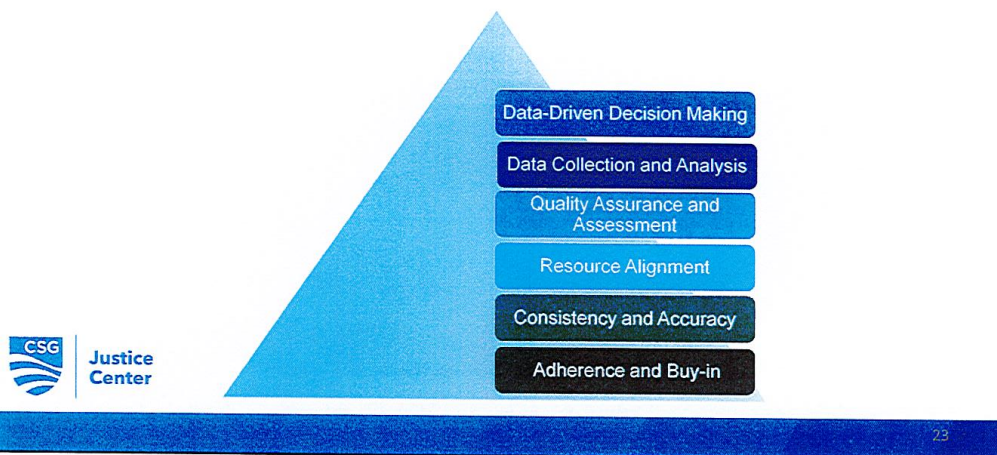 Data-Driven Decision Making
Data Collection and Analysis
Quality Assurance and
Assessment
Resource Alignment
Consistency and Accuracy
Adherence and Buy-in
CSG
Justice
Center
23